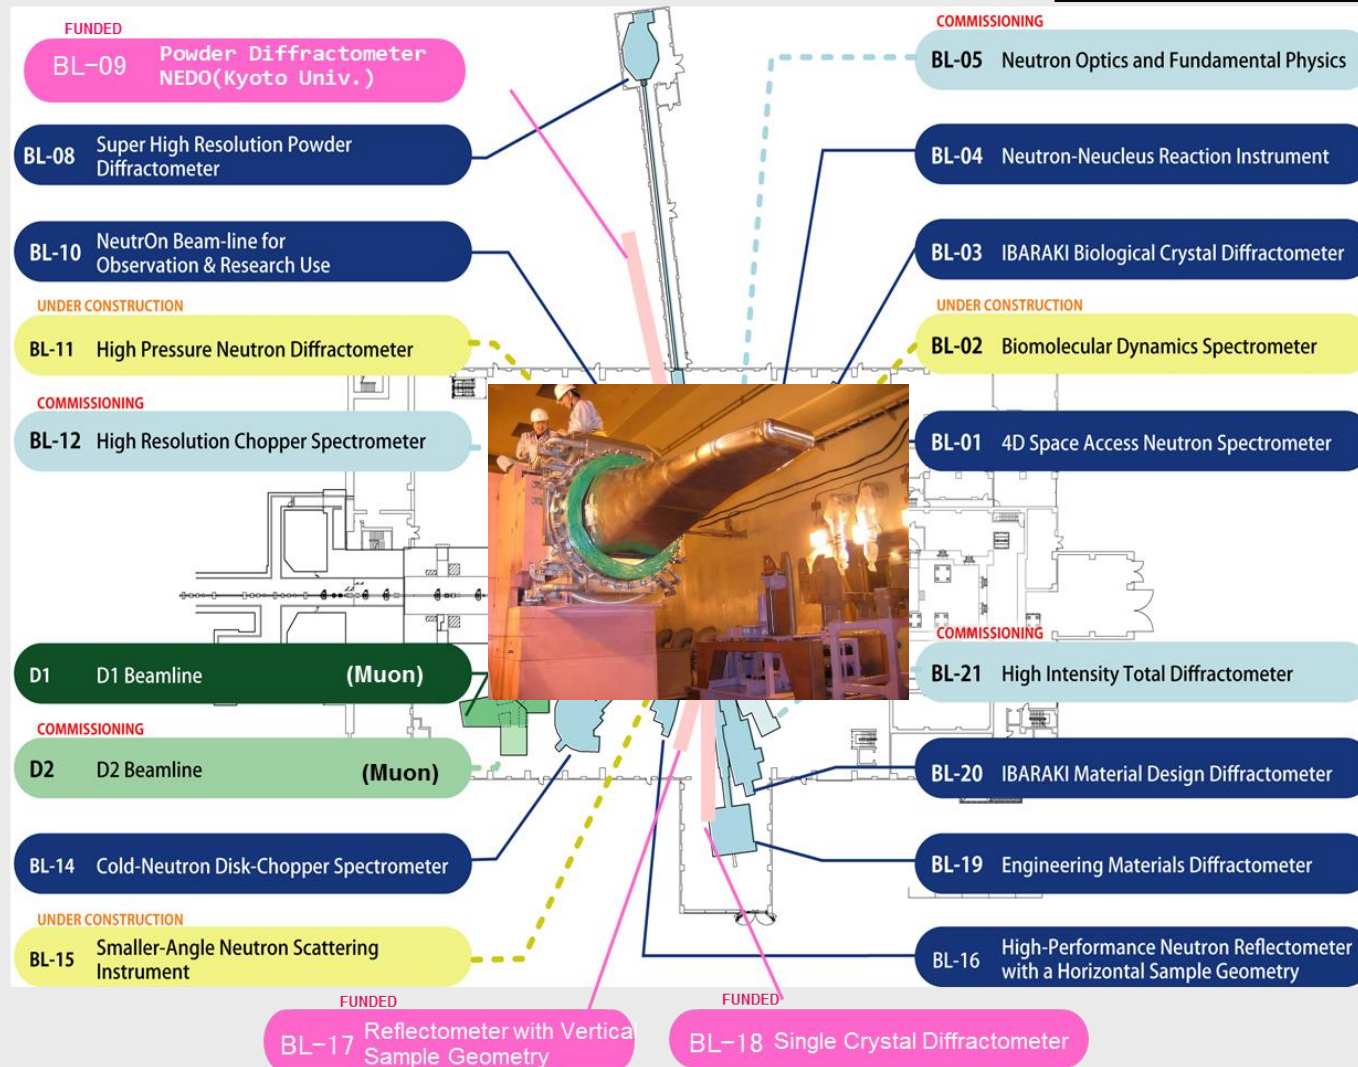 FUNDED
BL-09 Powder Diffractometer
NEDO(Kyoto Univ.)
BL-08 Super High Resolution Powder
Diffractometer
BL-10 NeutrOn Beam-line for
Observation & Research Use
UNDER CONSTRUCTION
BL-11 High Pressure Neutron Diffractometer
COMMISSIONING
BL-12 High Resolution Chopper Spectrometer
D1 D1 Beamline (Muon)
COMMISSIONING
D2 D2 Beamline (Muon)
BL-14 Cold-Neutron Disk-Chopper Spectrometer
UNDER CONSTRUCTION
BL-15 Smaller-Angle Neutron Scattering
Instrument
FUNDED
BL-17 Reflectometer with Vertical
Sample Geometry
COMMISSIONING
BL-05 Neutron Optics and Fundamental Physics
BL-04 Neutron-Neucleus Reaction Instrument
BL-03 IBARAKI Biological Crystal Diffractometer
UNDER CONSTRUCTION
BL-02 Biomolecular Dynamics Spectrometer
BL-01 4D Space Access Neutron Spectrometer
COMMISSIONING
BL-21 High Intensity Total Diffractometer
BL-20 IBARAKI Material Design Diffractometer
BL-19 Engineering Materials Diffractometer
BL-16 High-Performance Neutron Reflectometer
with a Horizontal Sample Geometry
FUNDED
BL-18 Single Crystal Diffractometer